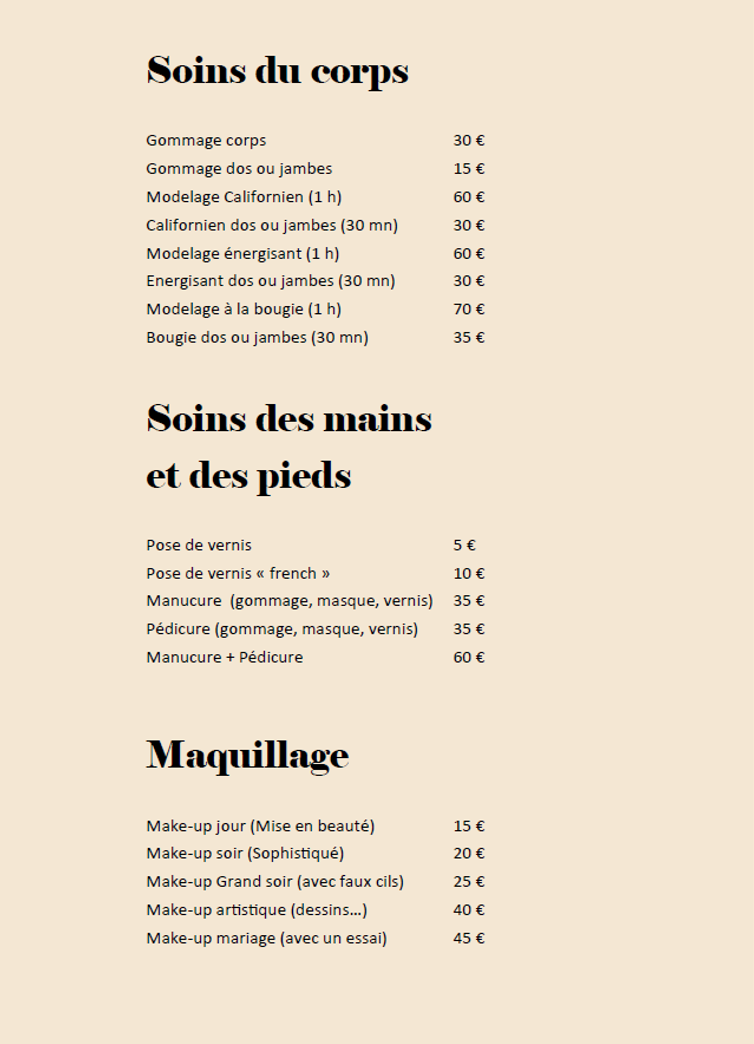 Soins du corps
Gommage corps 30 €
Gommage dos ou jambes 15 €
Modelage Californien (1 h) 60 €
Californien dos ou jambes (30 mn) 30 €
Modelage énergisant (1 h) 60 €
Energisant dos ou jambes (30 mn) 30 €
Modelage à la bougie (1 h) 70 €
Bougie dos ou jambes (30 mn) 35 €
Soins des mains
et des pieds
Pose de vernis 5 €
Pose de vernis « french » 10 €
Manucure  (gommage, masque, vernis) 35 €
Pédicure (gommage, masque, vernis) 35 €
Manucure + Pédicure 60 €
Maquillage
Make-up jour (Mise en beauté) 15 €
Make-up soir (Sophistiqué) 20 €
Make-up Grand soir (avec faux cils) 25 €
Make-up artistique (dessins...) 40 €
Make-up mariage (avec un essai) 45 €